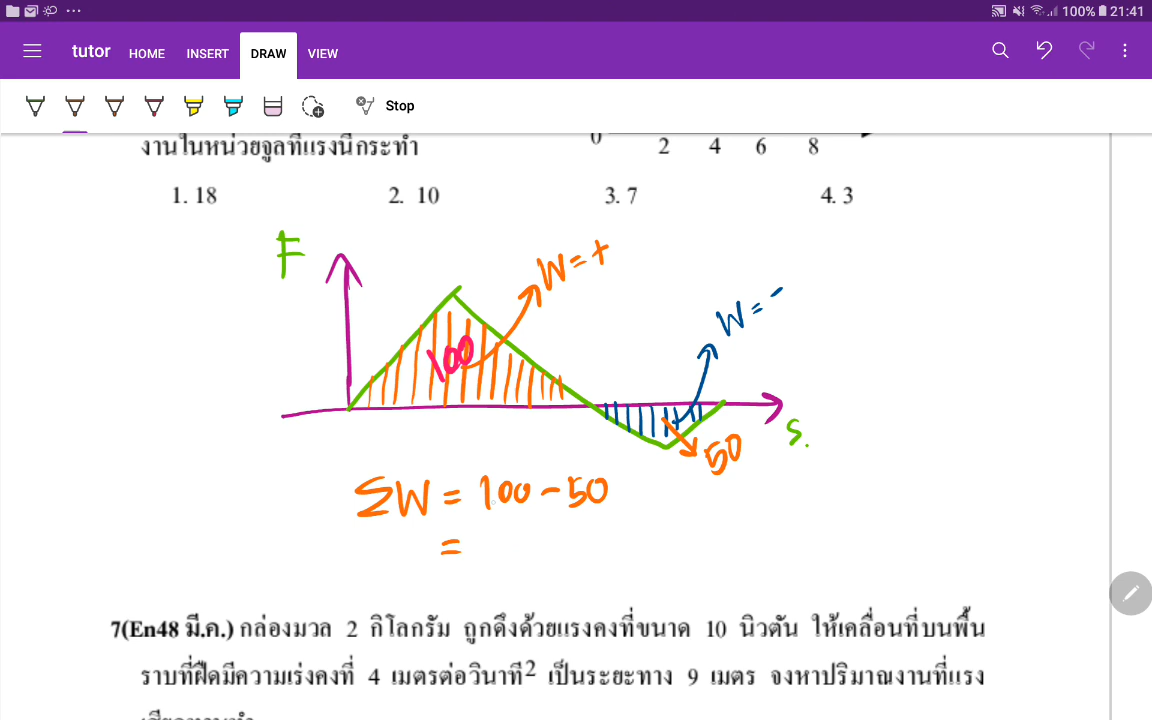 100% 21:41
tutor HOME INSERT DRAW VIEW
Stop
งานในหน่วยจูลที่แรงนี้กระทำ
0 2 4 6 8
1. 18 2. 10 3. 7 4. 3
F
W = +
W = -
100
S.
50
ΣW = 100 - 50
=
7(En48 มี.ค.) กล่องมวล 2 กิโลกรัม ถูกดึงด้วยแรงคงที่ขนาด 10 นิวตัน ให้เคลื่อนที่บนพื้น
ราบที่ฝืดมีความเร่งคงที่ 4 เมตรต่อวินาที² เป็นระยะทาง 9 เมตร จงหาปริมาณงานที่แรง